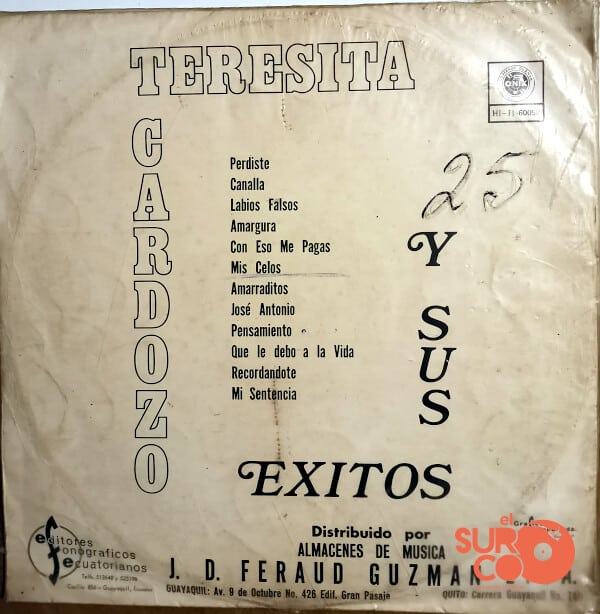 TERESITA
CARDOZO
ONIX
HI-FI-6005
25
Perdiste
Canalla
Labios Falsos
Amargura
Con Eso Me Pagas
Mis Celos
Amarraditos
José Antonio
Pensamiento
Que le debo a la Vida
Recordandote
Mi Sentencia
Y SUS
EXITOS
editores
fonograficos
ecuatorianos
Guayaquil, Ecuador
Distribuido por
ALMACENES DE MUSICA
J. D. FERAUD GUZMAN
GUAYAQUIL: Av. 9 de Octubre No. 426 Edif. Gran Pasaje
QUITO: Carrera Guayaquil No.
el
SURCO